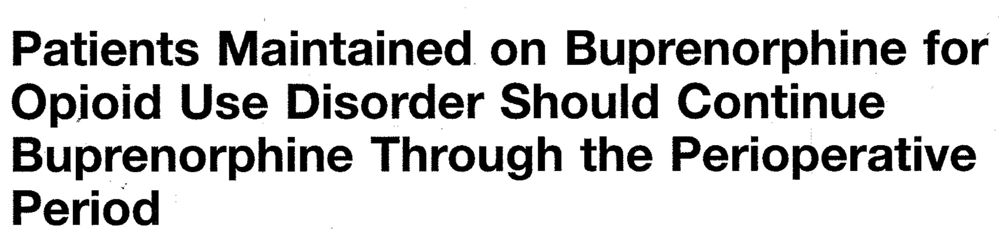 Patients Maintained on Buprenorphine for
Opioid Use Disorder Should Continue
Buprenorphine Through the Perioperative
Period